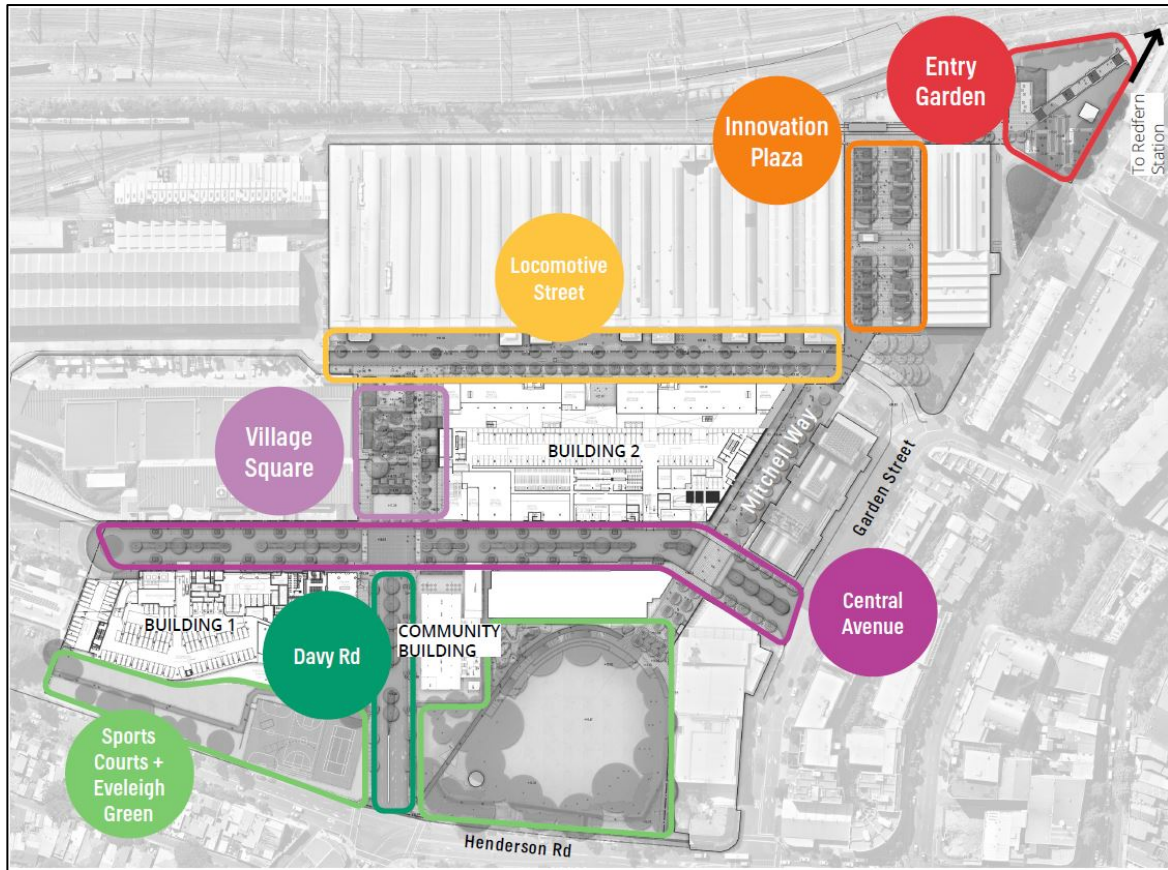 Entry
Garden
To Redfern
Station
Innovation
Plaza
Locomotive
Street
Village
Square
BUILDING 2
Mitchell Way
Garden Street
Central
Avenue
BUILDING 1
Davy Rd
COMMUNITY
BUILDING
Sports
Courts +
Eveleigh
Green
Henderson Rd